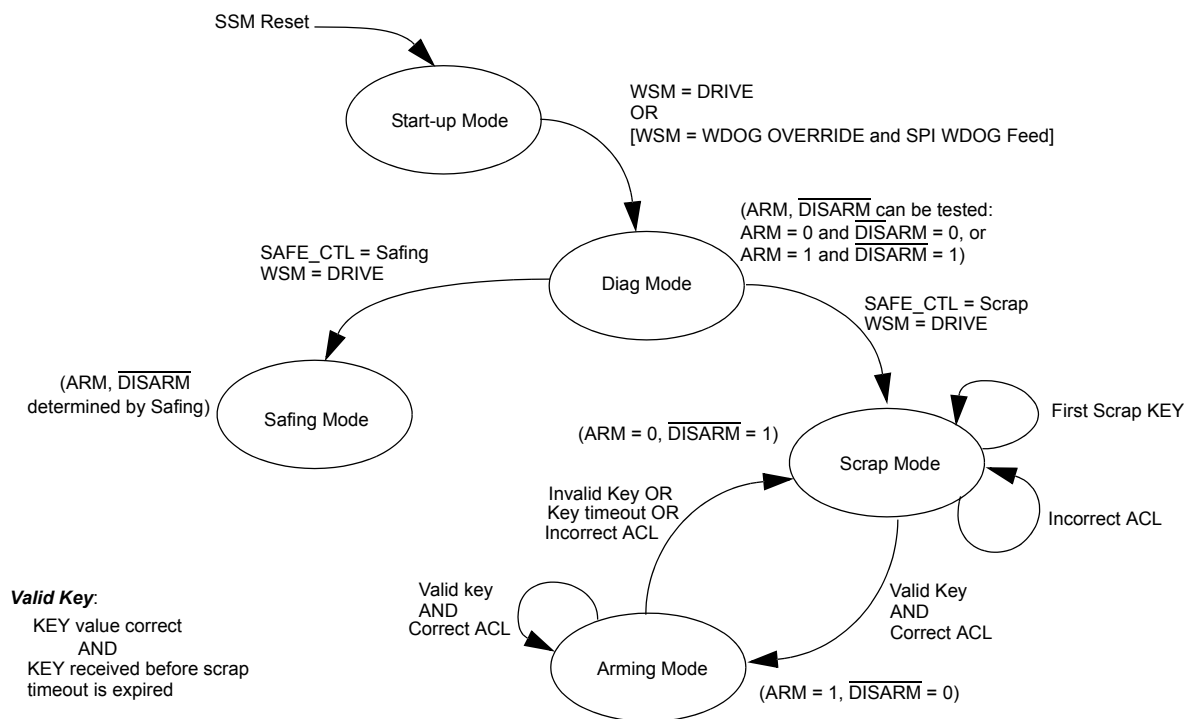 SSM Reset
Start-up Mode
WSM = DRIVE
OR
[WSM = WDOG OVERRIDE and SPI WDOG Feed]
(ARM, DISARM can be tested:
ARM = 0 and DISARM = 0, or
ARM = 1 and DISARM = 1)
SAFE_CTL = Safing
WSM = DRIVE
Diag Mode
SAFE_CTL = Scrap
WSM = DRIVE
(ARM, DISARM
determined by Safing)
Safing Mode
First Scrap KEY
(ARM = 0, DISARM = 1)
Scrap Mode
Invalid Key OR
Key timeout OR
Incorrect ACL
Incorrect ACL
Valid key
AND
Correct ACL
Valid Key
AND
Correct ACL
Valid Key:
KEY value correct
AND
KEY received before scrap
timeout is expired
Arming Mode
(ARM = 1, DISARM = 0)